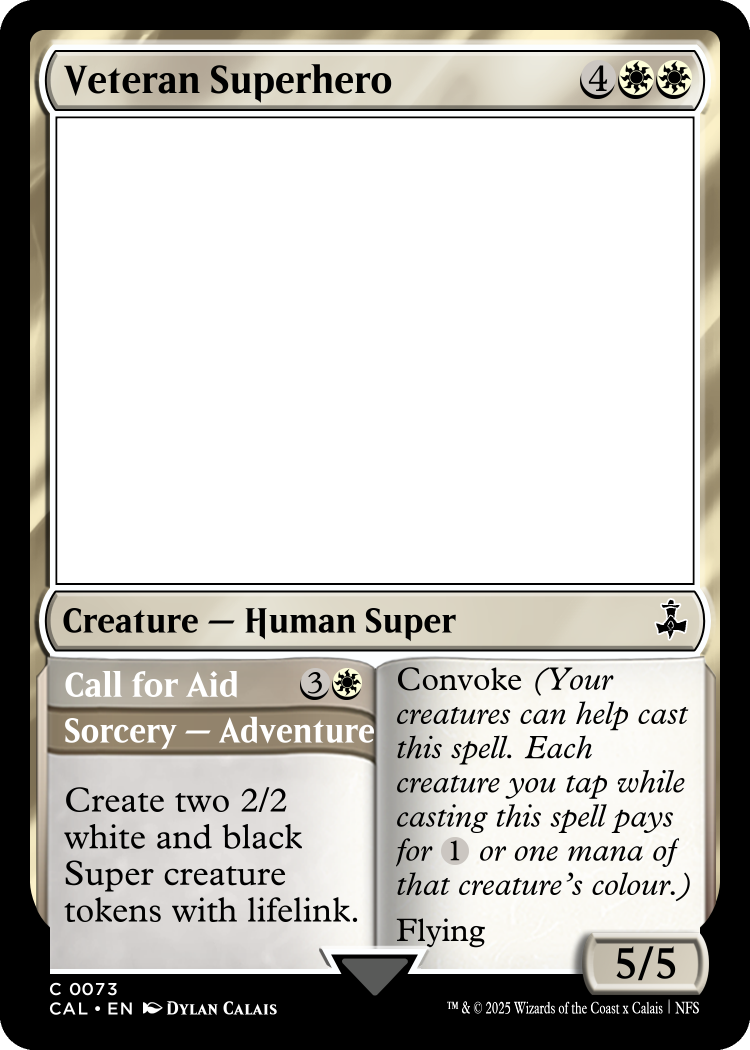 Veteran Superhero 4
Creature — Human Super
Call for Aid 3
Sorcery — Adventure
Create two 2/2
white and black
Super creature
tokens with lifelink.
Convoke (Your
creatures can help cast
this spell. Each
creature you tap while
casting this spell pays
for 1 or one mana of
that creature's colour.)
Flying
5/5
C 0073
CAL • EN DYLAN CALAIS
™ & © 2025 Wizards of the Coast x Calais | NFS